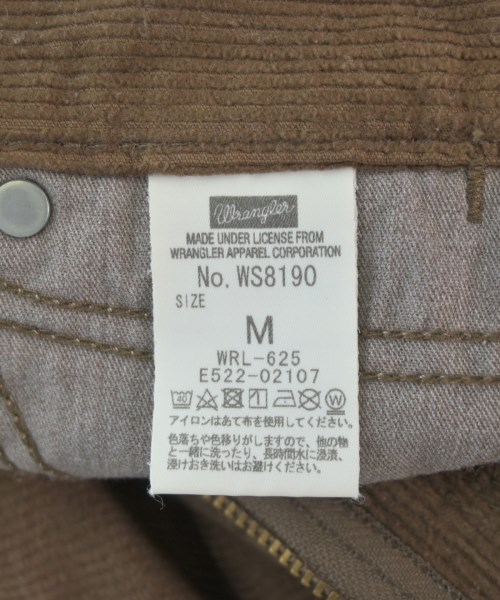 Wrangler
MADE UNDER LICENSE FROM
WRANGLER APPAREL CORPORATION
No. WS8190
SIZE
M
WRL-625
E522-02107
40
アイロンはあて布を使用してください。
色落ちや色移りがしますので、他の物
と一緒に洗ったり、長時間水に浸漬、
浸けおき洗いはお避けください。